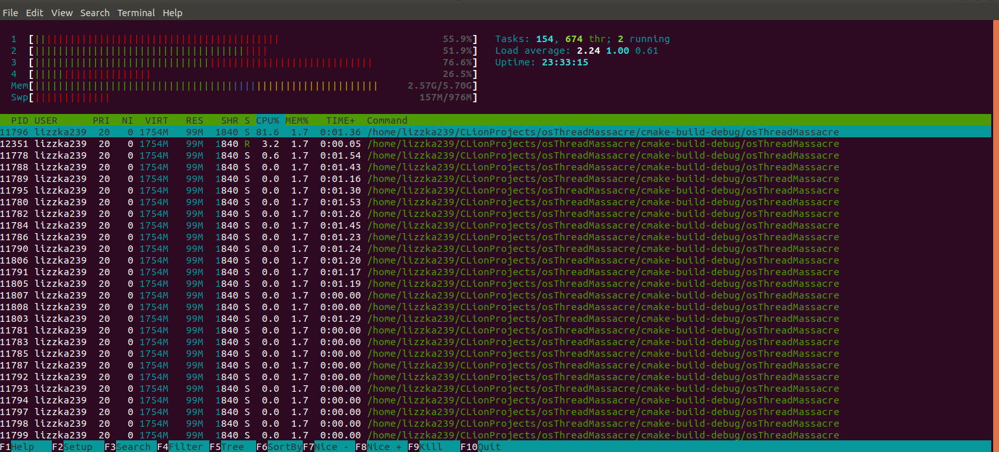 File Edit View Search Terminal Help
1 [ 55.9%] Tasks: 154, 674 thr; 2 running
2 [ 51.9%] Load average: 2.24 1.00 0.61
3 [ 76.6%] Uptime: 23:33:15
4 [ 26.5%]
Mem[ 2.57G/5.70G]
Swp[ 157M/976M]
PID USER PRI NI VIRT RES SHR S CPU% MEM% TIME+ Command
11796 lizzka239 20 0 1754M 99M 1840 S 81.6 1.7 0:01.36 /home/lizzka239/CLionProjects/osThreadMassacre/cmake-build-debug/osThreadMassacre
12351 lizzka239 20 0 1754M 99M 1840 R 3.2 1.7 0:00.05 /home/lizzka239/CLionProjects/osThreadMassacre/cmake-build-debug/osThreadMassacre
11778 lizzka239 20 0 1754M 99M 1840 S 0.6 1.7 0:01.54 /home/lizzka239/CLionProjects/osThreadMassacre/cmake-build-debug/osThreadMassacre
11788 lizzka239 20 0 1754M 99M 1840 S 0.0 1.7 0:01.43 /home/lizzka239/CLionProjects/osThreadMassacre/cmake-build-debug/osThreadMassacre
11789 lizzka239 20 0 1754M 99M 1840 S 0.0 1.7 0:01.16 /home/lizzka239/CLionProjects/osThreadMassacre/cmake-build-debug/osThreadMassacre
11795 lizzka239 20 0 1754M 99M 1840 S 0.0 1.7 0:01.30 /home/lizzka239/CLionProjects/osThreadMassacre/cmake-build-debug/osThreadMassacre
11780 lizzka239 20 0 1754M 99M 1840 S 0.0 1.7 0:01.53 /home/lizzka239/CLionProjects/osThreadMassacre/cmake-build-debug/osThreadMassacre
11782 lizzka239 20 0 1754M 99M 1840 S 0.0 1.7 0:01.26 /home/lizzka239/CLionProjects/osThreadMassacre/cmake-build-debug/osThreadMassacre
11784 lizzka239 20 0 1754M 99M 1840 S 0.0 1.7 0:01.45 /home/lizzka239/CLionProjects/osThreadMassacre/cmake-build-debug/osThreadMassacre
11786 lizzka239 20 0 1754M 99M 1840 S 0.0 1.7 0:01.23 /home/lizzka239/CLionProjects/osThreadMassacre/cmake-build-debug/osThreadMassacre
11790 lizzka239 20 0 1754M 99M 1840 S 0.0 1.7 0:01.24 /home/lizzka239/CLionProjects/osThreadMassacre/cmake-build-debug/osThreadMassacre
11806 lizzka239 20 0 1754M 99M 1840 S 0.0 1.7 0:01.20 /home/lizzka239/CLionProjects/osThreadMassacre/cmake-build-debug/osThreadMassacre
11791 lizzka239 20 0 1754M 99M 1840 S 0.0 1.7 0:01.17 /home/lizzka239/CLionProjects/osThreadMassacre/cmake-build-debug/osThreadMassacre
11805 lizzka239 20 0 1754M 99M 1840 S 0.0 1.7 0:01.19 /home/lizzka239/CLionProjects/osThreadMassacre/cmake-build-debug/osThreadMassacre
11807 lizzka239 20 0 1754M 99M 1840 S 0.0 1.7 0:00.00 /home/lizzka239/CLionProjects/osThreadMassacre/cmake-build-debug/osThreadMassacre
11808 lizzka239 20 0 1754M 99M 1840 S 0.0 1.7 0:00.00 /home/lizzka239/CLionProjects/osThreadMassacre/cmake-build-debug/osThreadMassacre
11803 lizzka239 20 0 1754M 99M 1840 S 0.0 1.7 0:01.29 /home/lizzka239/CLionProjects/osThreadMassacre/cmake-build-debug/osThreadMassacre
11781 lizzka239 20 0 1754M 99M 1840 S 0.0 1.7 0:00.00 /home/lizzka239/CLionProjects/osThreadMassacre/cmake-build-debug/osThreadMassacre
11783 lizzka239 20 0 1754M 99M 1840 S 0.0 1.7 0:00.00 /home/lizzka239/CLionProjects/osThreadMassacre/cmake-build-debug/osThreadMassacre
11785 lizzka239 20 0 1754M 99M 1840 S 0.0 1.7 0:00.00 /home/lizzka239/CLionProjects/osThreadMassacre/cmake-build-debug/osThreadMassacre
11787 lizzka239 20 0 1754M 99M 1840 S 0.0 1.7 0:00.00 /home/lizzka239/CLionProjects/osThreadMassacre/cmake-build-debug/osThreadMassacre
11792 lizzka239 20 0 1754M 99M 1840 S 0.0 1.7 0:00.00 /home/lizzka239/CLionProjects/osThreadMassacre/cmake-build-debug/osThreadMassacre
11793 lizzka239 20 0 1754M 99M 1840 S 0.0 1.7 0:00.00 /home/lizzka239/CLionProjects/osThreadMassacre/cmake-build-debug/osThreadMassacre
11794 lizzka239 20 0 1754M 99M 1840 S 0.0 1.7 0:00.00 /home/lizzka239/CLionProjects/osThreadMassacre/cmake-build-debug/osThreadMassacre
11797 lizzka239 20 0 1754M 99M 1840 S 0.0 1.7 0:00.00 /home/lizzka239/CLionProjects/osThreadMassacre/cmake-build-debug/osThreadMassacre
11798 lizzka239 20 0 1754M 99M 1840 S 0.0 1.7 0:00.00 /home/lizzka239/CLionProjects/osThreadMassacre/cmake-build-debug/osThreadMassacre
11799 lizzka239 20 0 1754M 99M 1840 S 0.0 1.7 0:00.00 /home/lizzka239/CLionProjects/osThreadMassacre/cmake-build-debug/osThreadMassacre
F1Help F2Setup F3Search F4Filter F5Tree F6SortByF7Nice - F8Nice + F9Kill F10Quit